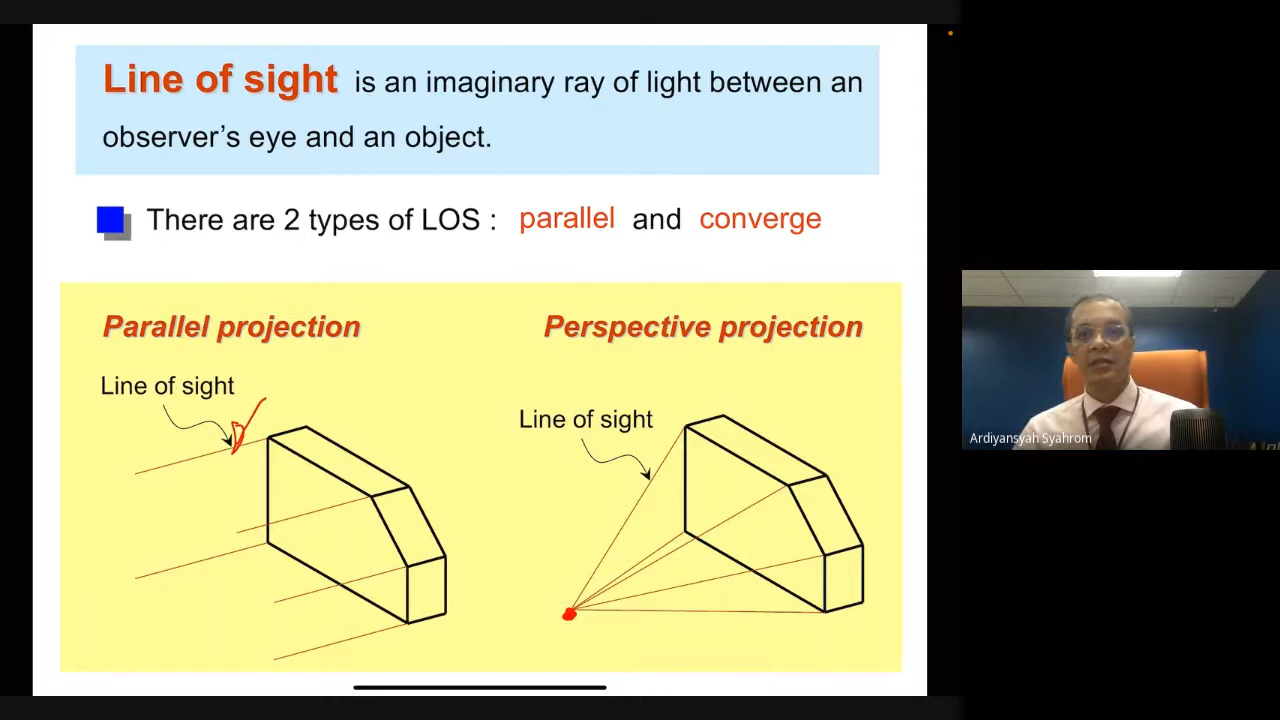 Line of sight is an imaginary ray of light between an
observer's eye and an object.
There are 2 types of LOS : parallel and converge
Parallel projection
Perspective projection
Line of sight
Line of sight
Ardiyansyah Syahrom